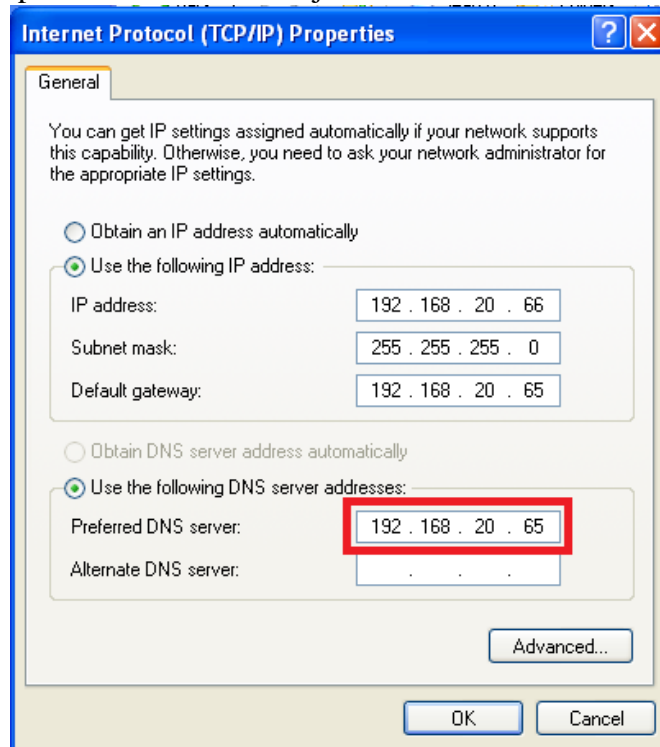 Internet Protocol (TCP/IP) Properties
General
You can get IP settings assigned automatically if your network supports
this capability. Otherwise, you need to ask your network administrator for
the appropriate IP settings.
Obtain an IP address automatically
Use the following IP address:
IP address: 192 . 168 . 20 . 66
Subnet mask: 255 . 255 . 255 . 0
Default gateway: 192 . 168 . 20 . 65
Obtain DNS server address automatically
Use the following DNS server addresses:
Preferred DNS server: 192 . 168 . 20 . 65
Alternate DNS server: . . .
Advanced...
OK Cancel